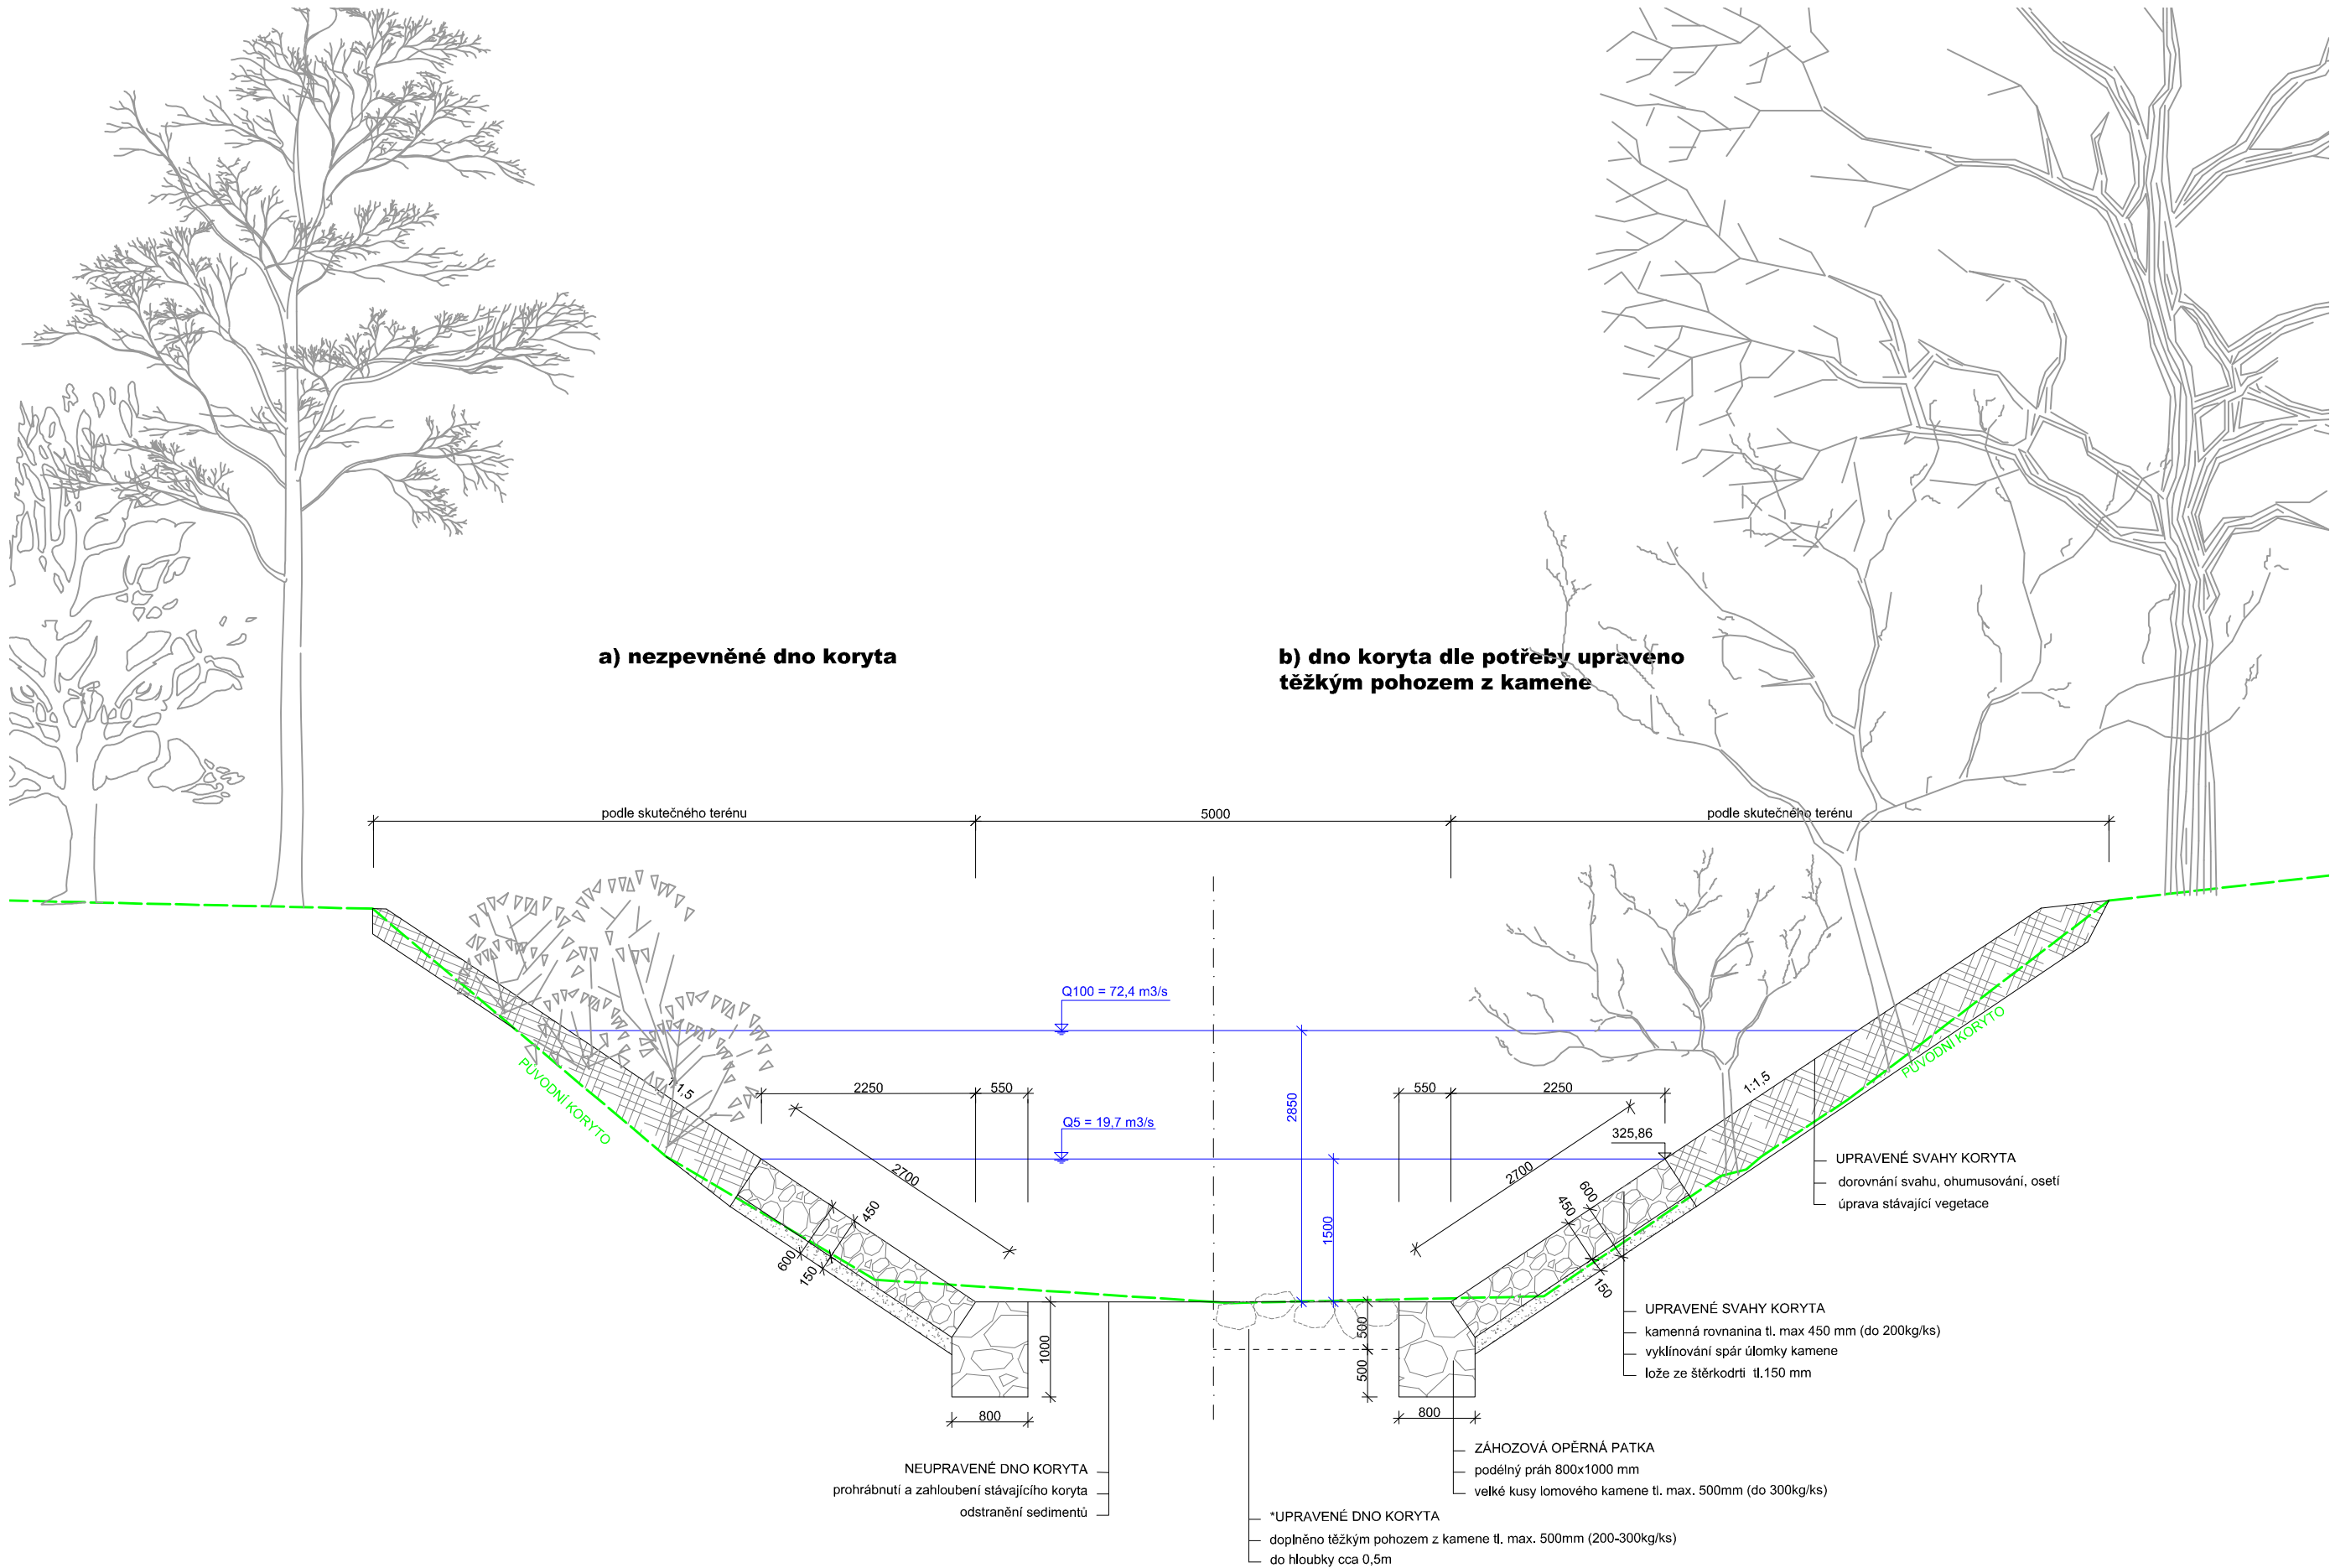 a) nezpevněné dno koryta
b) dno koryta dle potřeby upraveno
těžkým pohozem z kamene
podle skutečného terénu
5000
podle skutečného terénu
Q100 = 72,4 m3/s
PŮVODNÍ KORYTO
PŮVODNÍ KORYTO
1:1,5
1:1,5
2250
550
550
2250
2850
Q5 = 19,7 m3/s
325,86
2700
2700
1500
450
600
150
600
450
150
UPRAVENÉ SVAHY KORYTA
dorovnání svahu, ohumusování, osetí
úprava stávající vegetace
UPRAVENÉ SVAHY KORYTA
kamenná rovnanina tl. max 450 mm (do 200kg/ks)
vyklínování spár úlomky kamene
lože ze štěrkodrti tl.150 mm
1000
500
500
800
800
NEUPRAVENÉ DNO KORYTA
prohrábnutí a zahloubení stávajícího koryta
odstranění sedimentů
ZÁHOZOVÁ OPĚRNÁ PATKA
podélný práh 800x1000 mm
velké kusy lomového kamene tl. max. 500mm (do 300kg/ks)
*UPRAVENÉ DNO KORYTA
doplněno těžkým pohozem z kamene tl. max. 500mm (200-300kg/ks)
do hloubky cca 0,5m